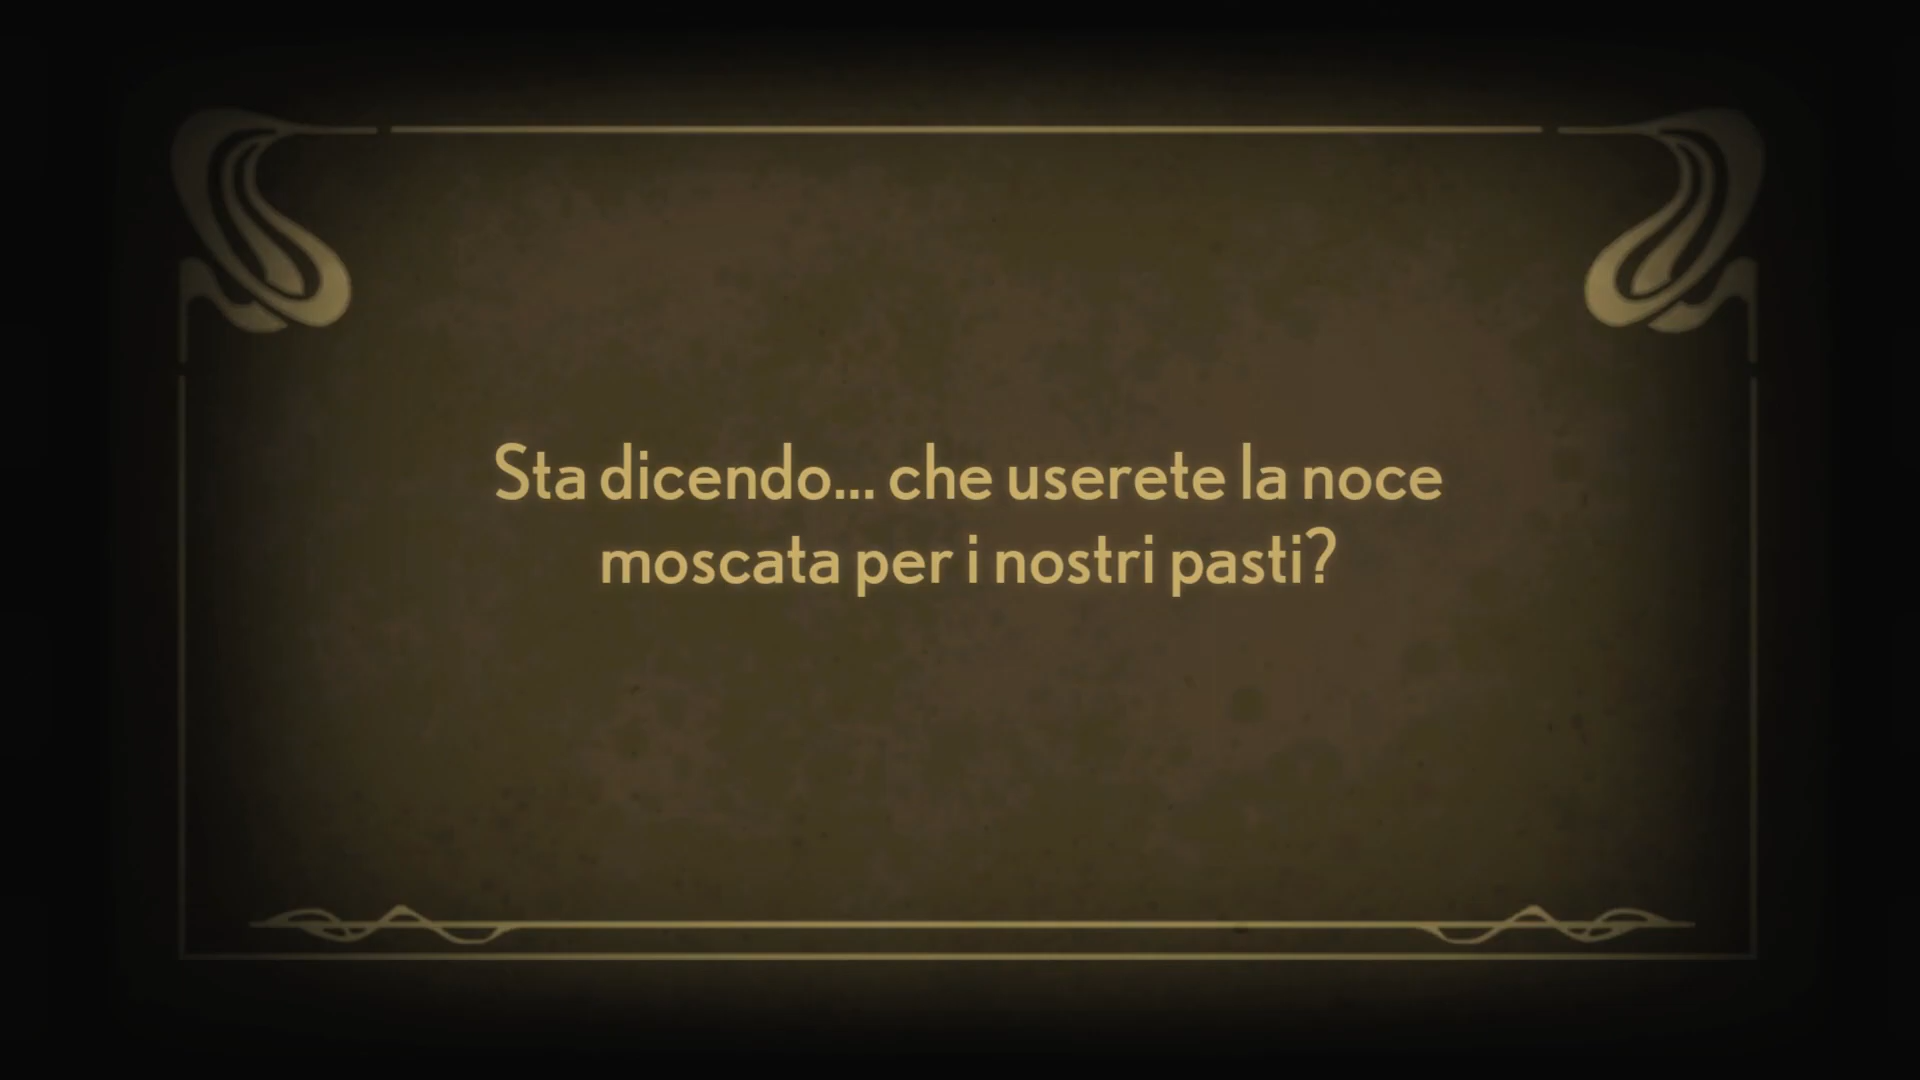 Sta dicendo... che userete la noce
moscata per i nostri pasti?